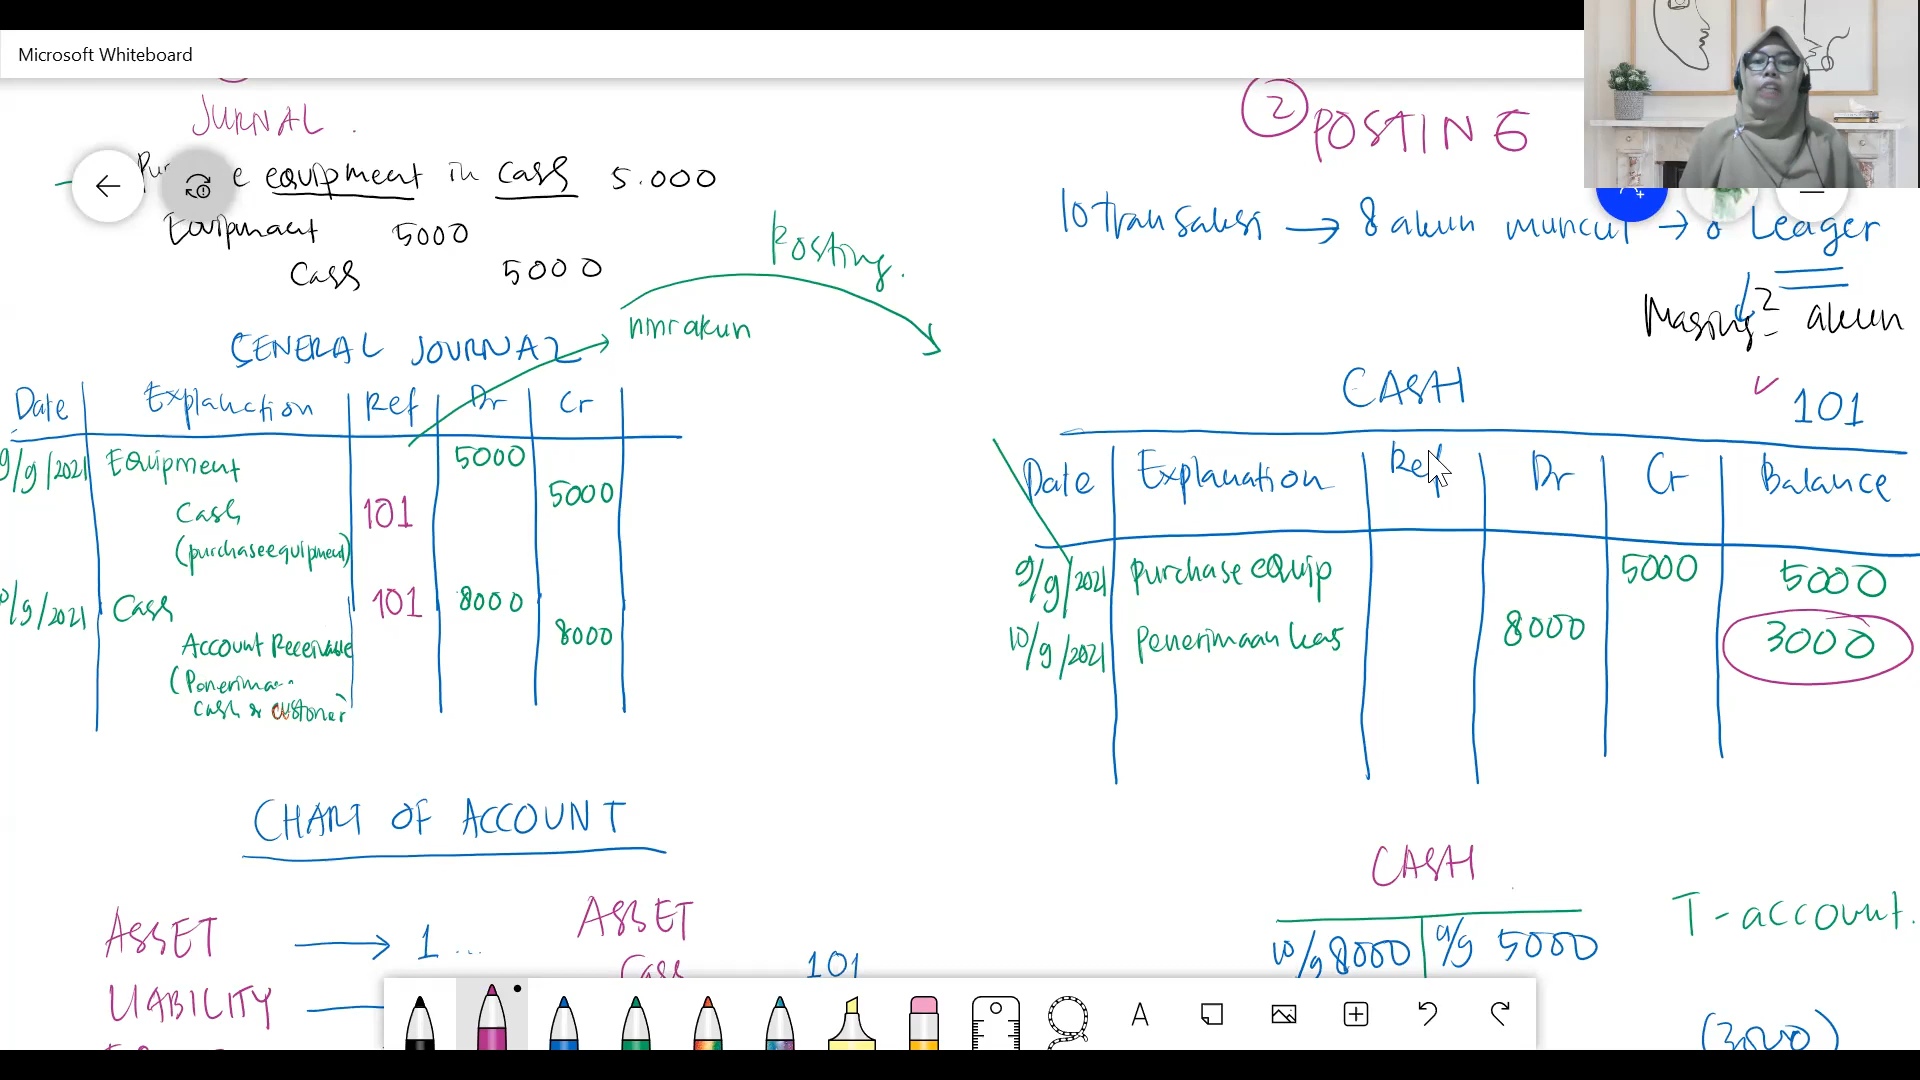 Microsoft Whiteboard
JURNAL .
equipment in cash 5.000
Equipment 5000
Cash 5000
GENERAL JOURNAL
Posting.
nmr akun
Date Explanation Ref Dr Cr
9/9/2021 Equipment 5000
Cash 101 5000
(purchase equipment)
10/9/2021 Cash 101 8000
Account Receivable 8000
cash customer)
CHART OF ACCOUNT
ASSET → 1 ...
LIABILITY
ASSET
Cash 101
2 POSTING
10 transaksi → 8 akun muncul → Ledger
Masing2 akun
CASH 101
Date Explanation Ref Dr Cr Balance
9/9/2021 purchase equip 5000 5000
10/9/2021 penerimaan kas 8000 3000
CASH
T-account.
10/9 8000 9/9 5000
A